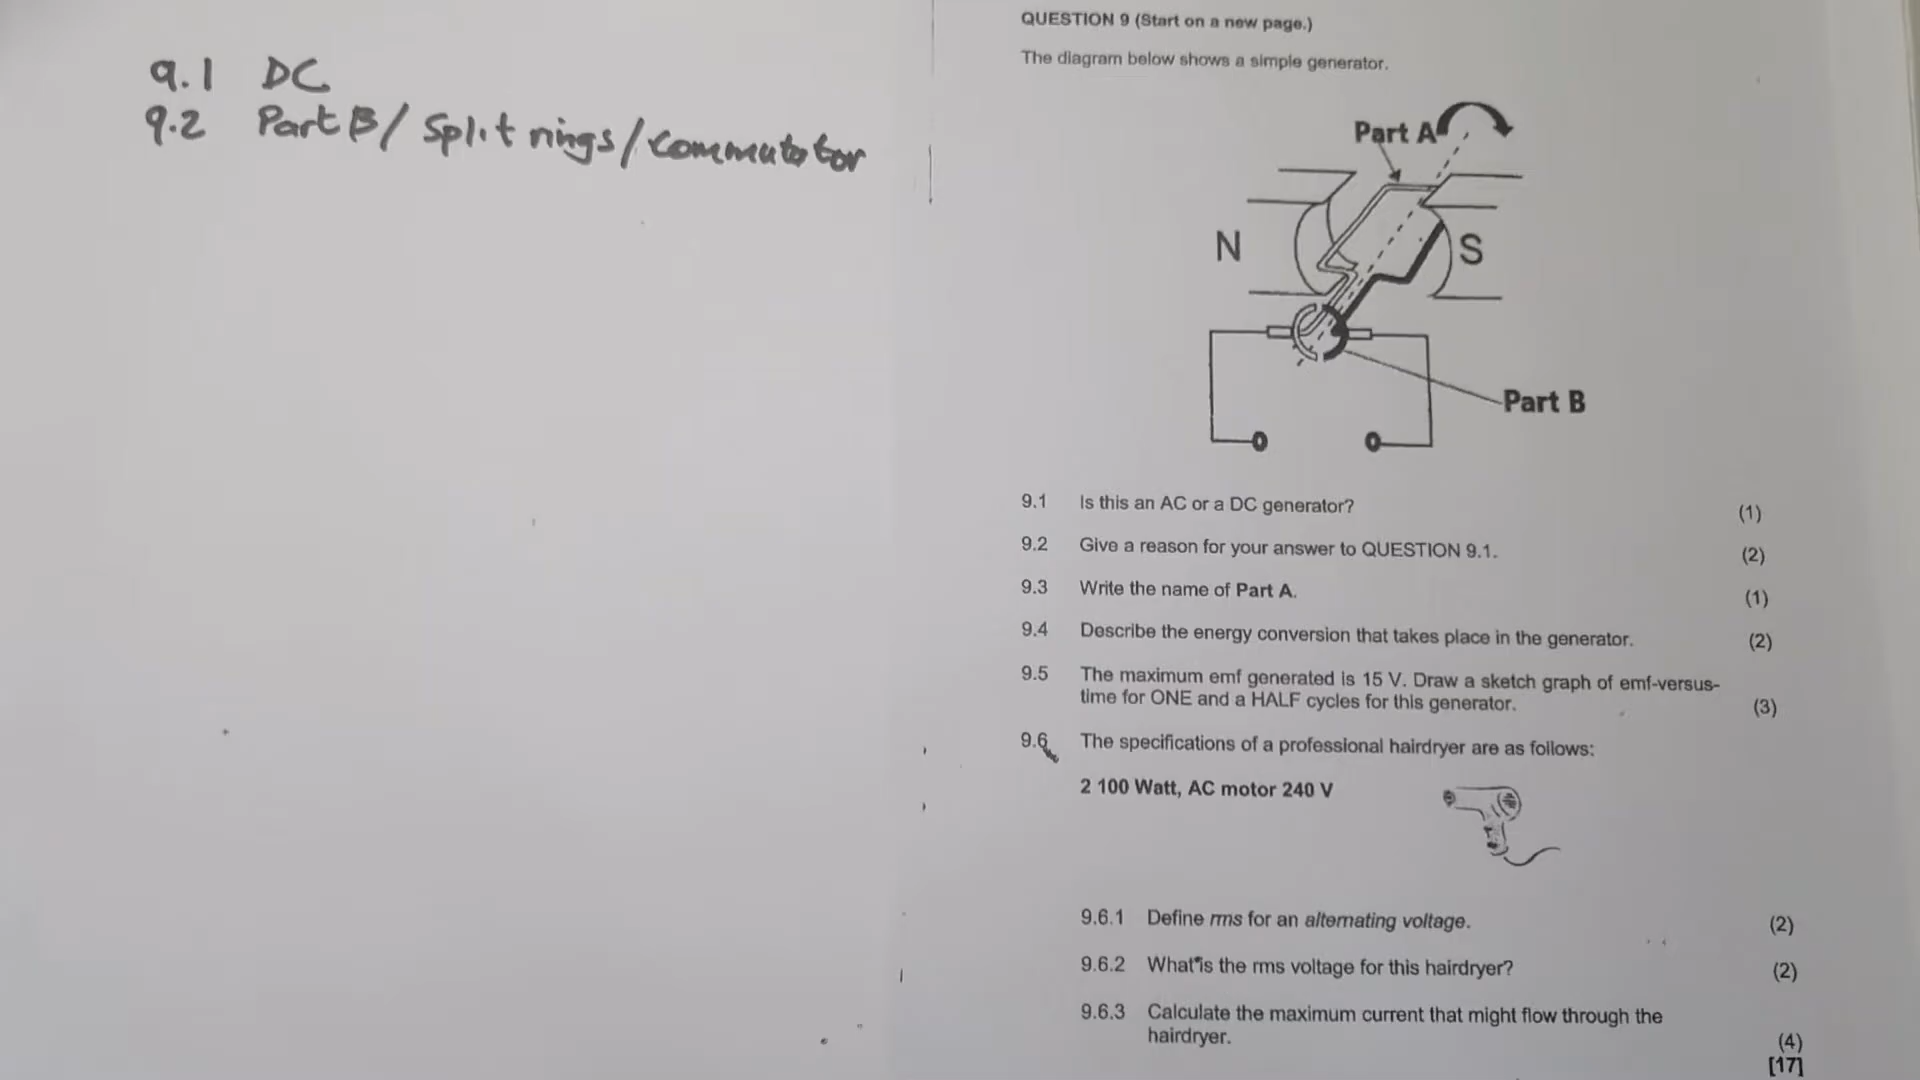 9.1 DC
9.2 Part B/ Split rings/commutator
QUESTION 9 (Start on a new page.)
The diagram below shows a simple generator.
Part A
N
S
Part B
9.1 Is this an AC or a DC generator? (1)
9.2 Give a reason for your answer to QUESTION 9.1. (2)
9.3 Write the name of Part A. (1)
9.4 Describe the energy conversion that takes place in the generator. (2)
9.5 The maximum emf generated is 15 V. Draw a sketch graph of emf-versus-
time for ONE and a HALF cycles for this generator. (3)
9.6 The specifications of a professional hairdryer are as follows:
2 100 Watt, AC motor 240 V
9.6.1 Define rms for an alternating voltage. (2)
9.6.2 What is the rms voltage for this hairdryer? (2)
9.6.3 Calculate the maximum current that might flow through the
hairdryer. (4)
[17]